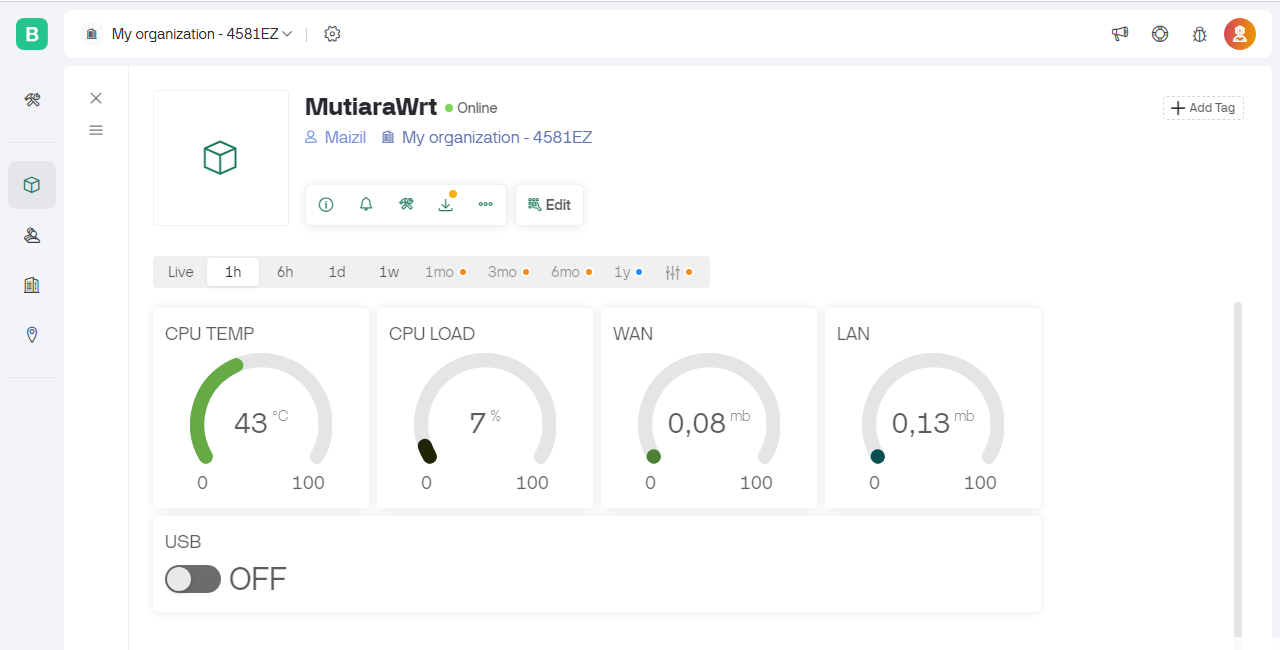 B
My organization - 4581EZ
MutiaraWrt
Online
Add Tag
Maizil
My organization - 4581EZ
Edit
Live 1h 6h 1d 1w 1mo 3mo 6mo 1y
CPU TEMP
43 °C
0 100
CPU LOAD
7 %
0 100
WAN
0,08 mb
0 100
LAN
0,13 mb
0 100
USB
OFF